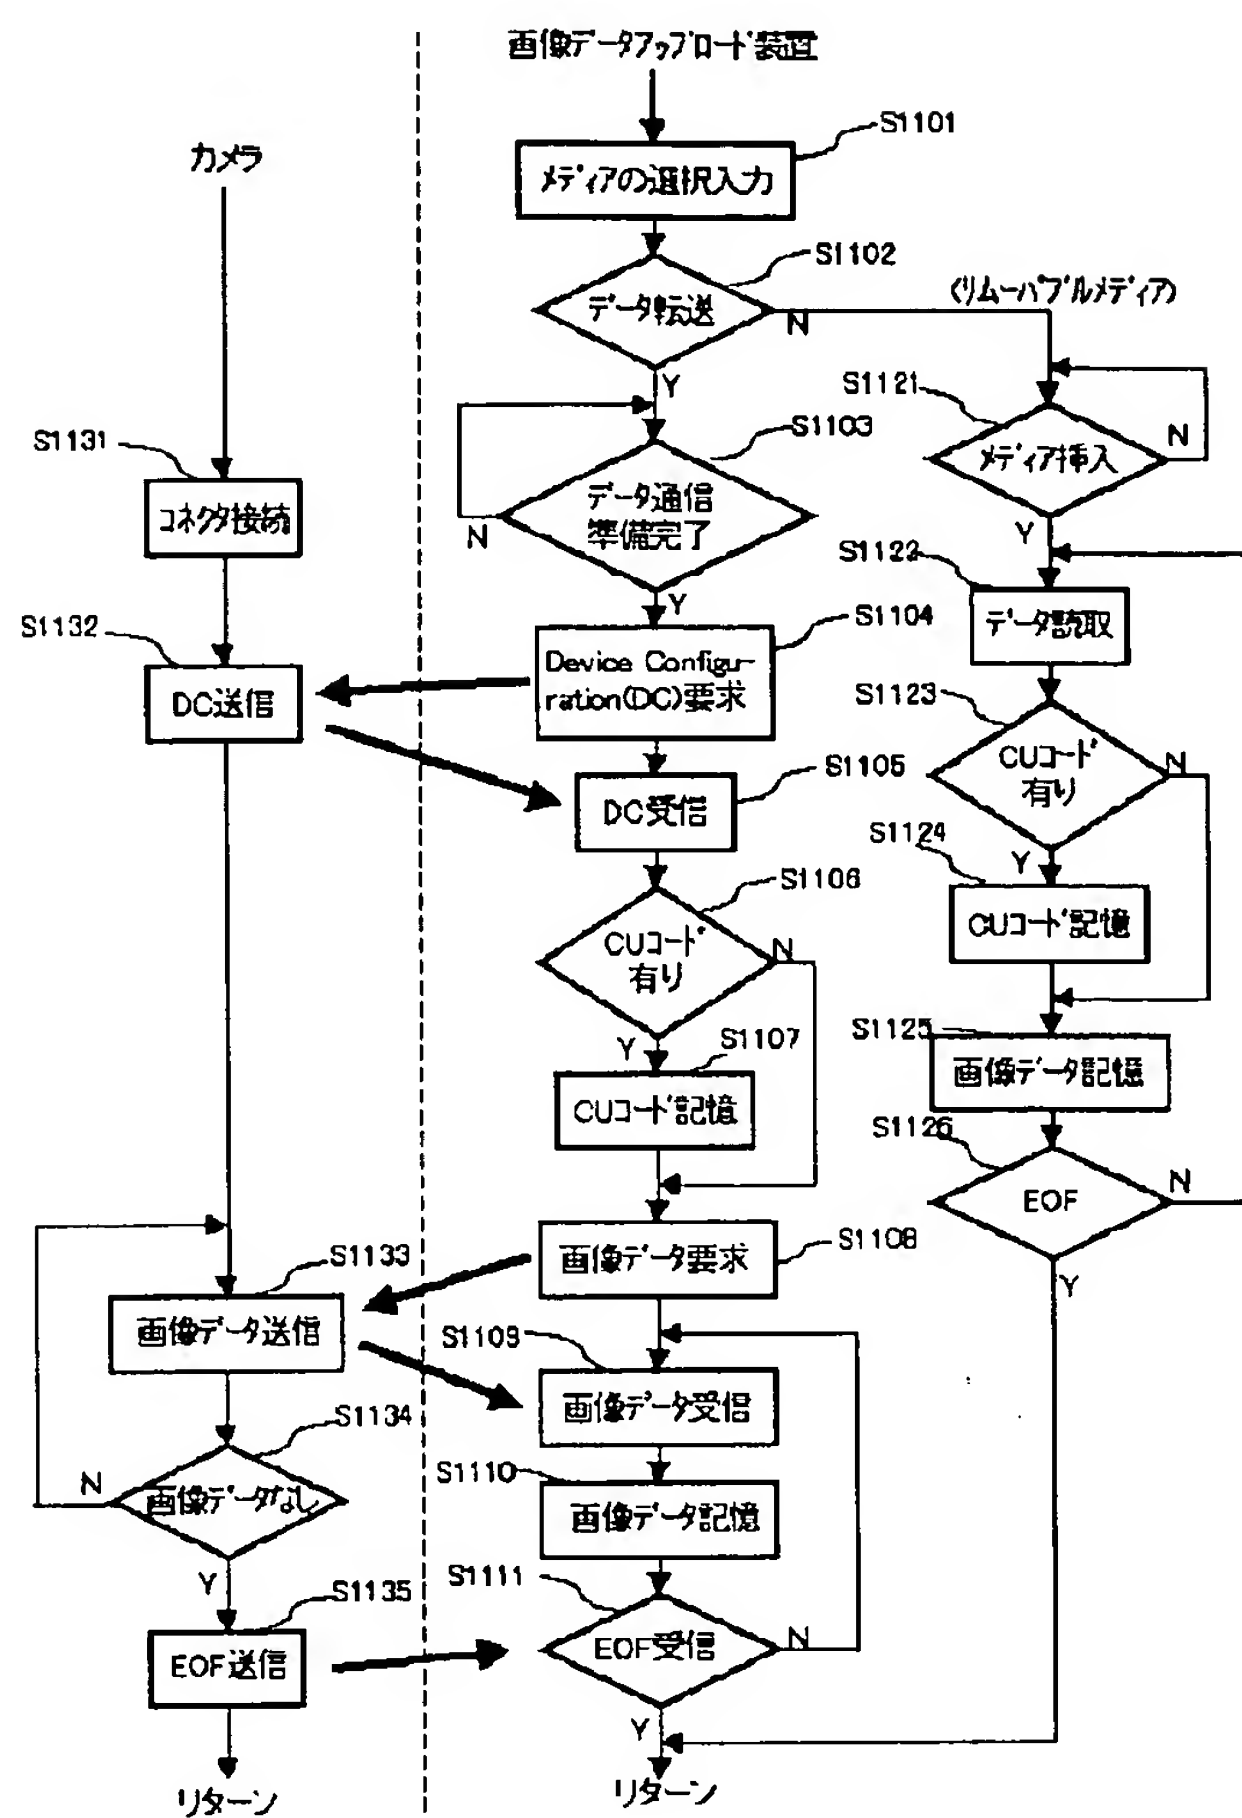 画像データアップロード装置
S1101
カメラ
メディアの選択入力
S1102
データ転送
N
(リムーバブルメディア)
Y
S1121
S1103
メディア挿入
N
S1131
データ通信
準備完了
N
コネクタ接続
Y
S1122
Y
S1104
S1132
データ読取
Device Configu-
ration(DC)要求
DC送信
S1123
CUコード
有り
N
S1105
DC受信
S1124
Y
S1106
CUコード記憶
CUコード
有り
N
S1125
Y
S1107
画像データ記憶
CUコード記憶
S1126
EOF
N
S1108
画像データ要求
S1133
Y
画像データ送信
S1109
画像データ受信
S1134
S1110
画像データなし
N
画像データ記憶
Y
S1135
S1111
EOF送信
EOF受信
N
Y
リターン
リターン